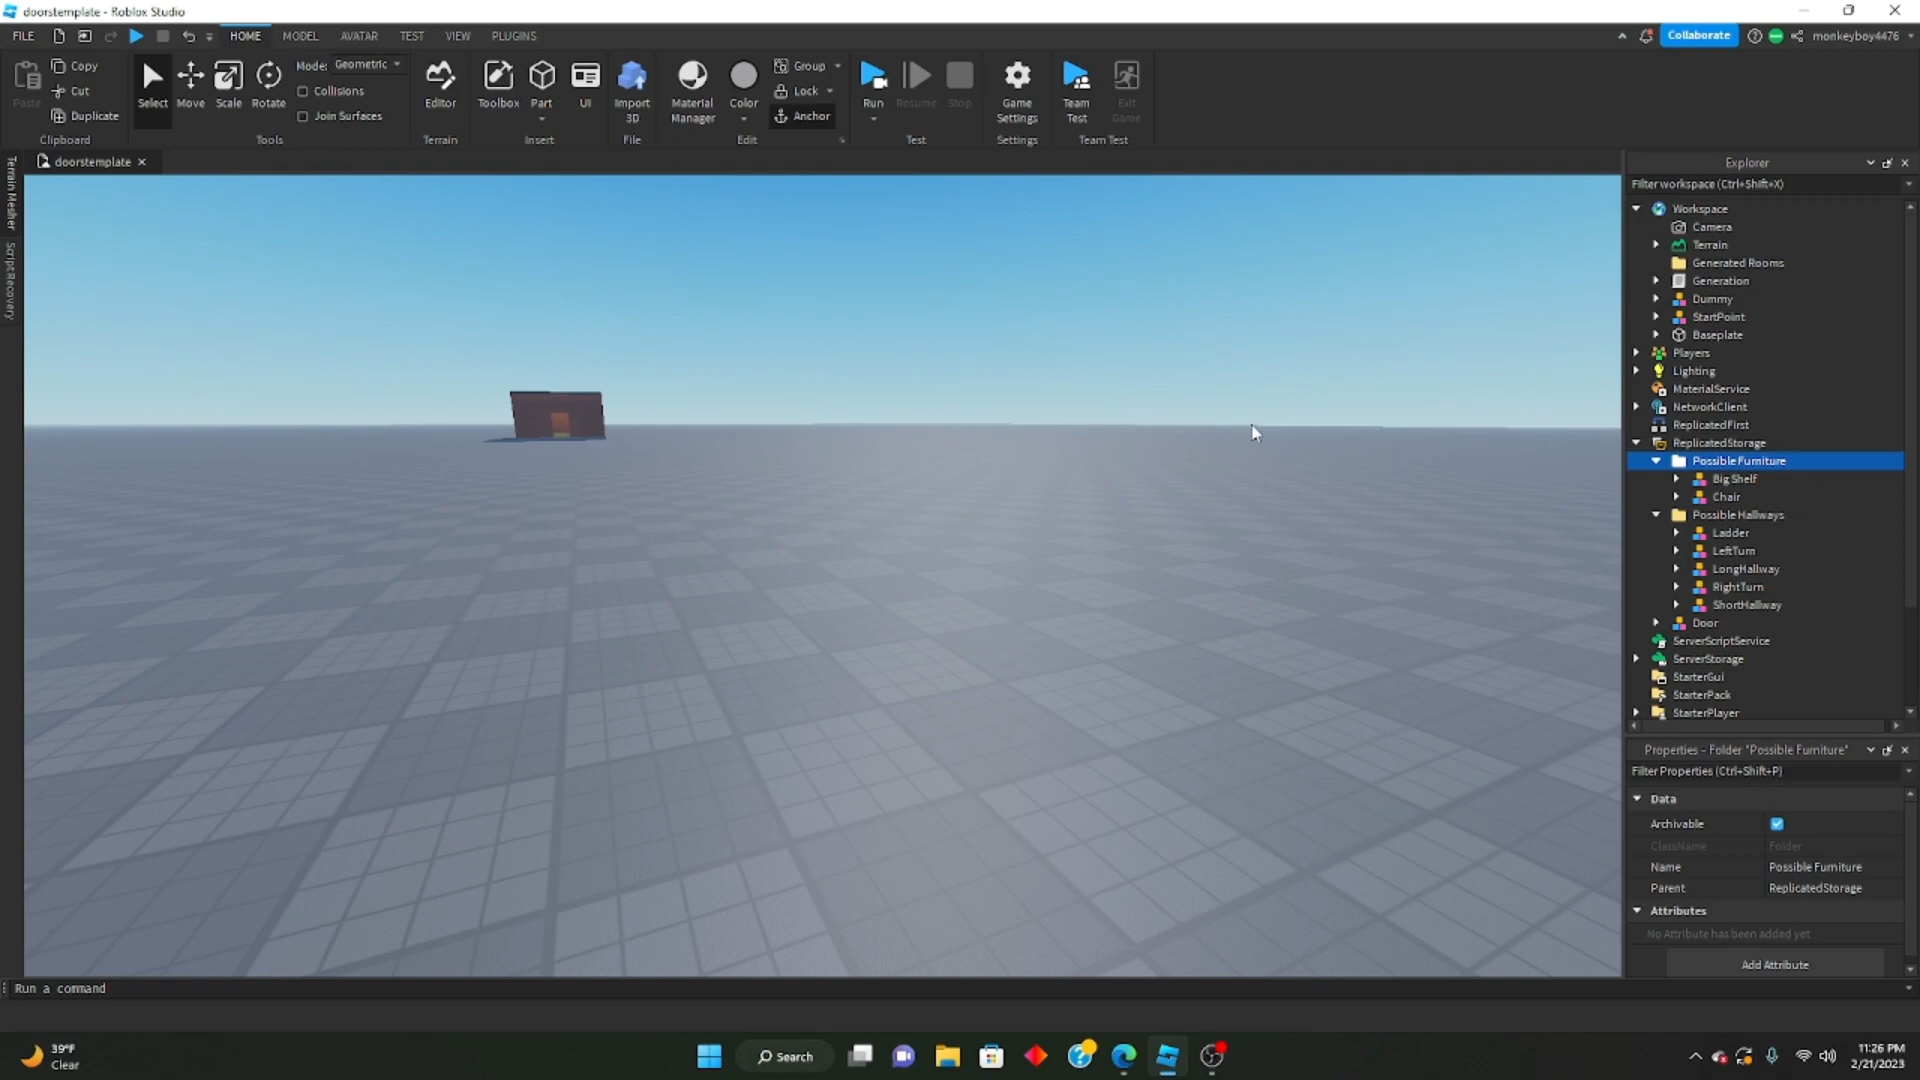 doorstemplate - Roblox Studio
FILE HOME MODEL AVATAR TEST VIEW PLUGINS Collaborate monkeyboy4476
Paste Copy Cut Duplicate
Select Move Scale Rotate
Mode: Geometric
Collisions
Join Surfaces
Editor
Toolbox Part UI
Import 3D
Material Manager
Color
Group
Lock
Anchor
Run Resume Stop
Game Settings
Team Test
Exit Game
Clipboard Tools Terrain Insert File Edit Test Settings Team Test
Terrain Mesher
Script Recovery
doorstemplate
Explorer
Filter workspace (Ctrl+Shift+X)
Workspace
Camera
Terrain
Generated Rooms
Generation
Dummy
StartPoint
Baseplate
Players
Lighting
MaterialService
NetworkClient
ReplicatedFirst
ReplicatedStorage
Possible Furniture
Big Shelf
Chair
Possible Hallways
Ladder
LeftTurn
LongHallway
RightTurn
ShortHallway
Door
ServerScriptService
ServerStorage
StarterGui
StarterPack
StarterPlayer
Properties - Folder "Possible Furniture"
Filter Properties (Ctrl+Shift+P)
Data
Archivable
ClassName Folder
Name Possible Furniture
Parent ReplicatedStorage
Attributes
No Attribute has been added yet
Add Attribute
Run a command
39°F
Clear
Search
11:26 PM
2/21/2023